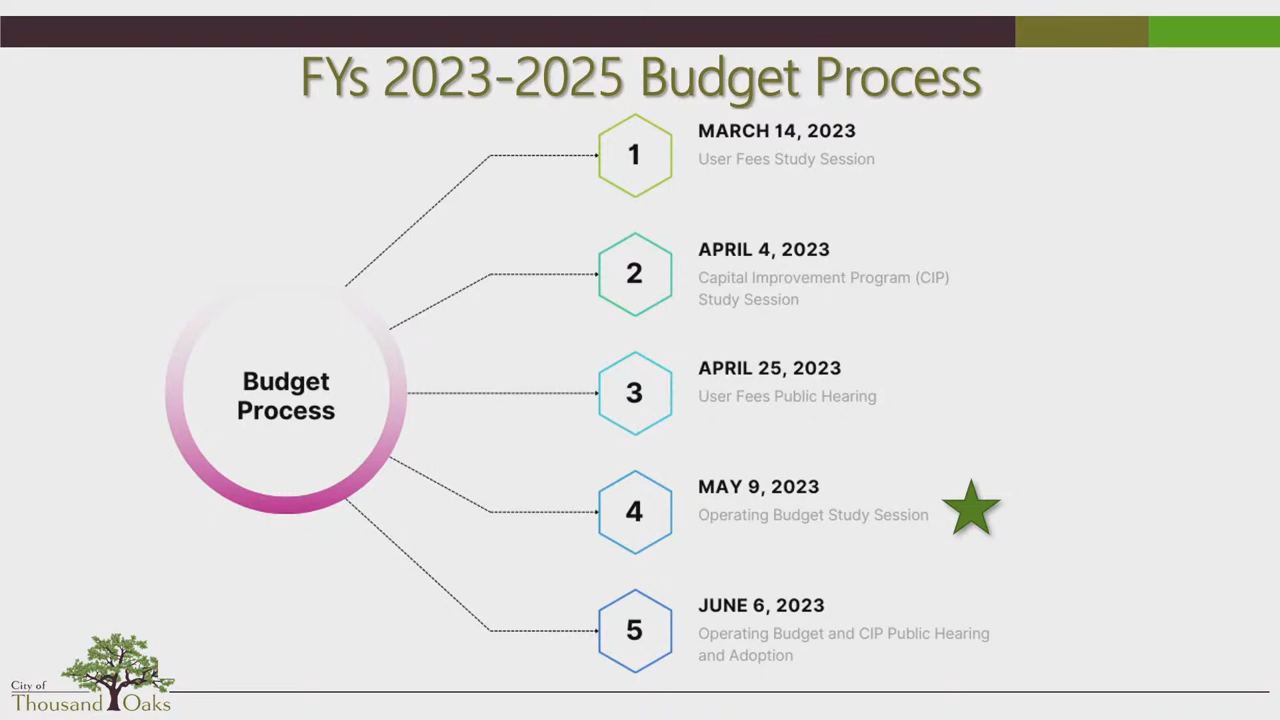 FYs 2023-2025 Budget Process
Budget
Process
1
MARCH 14, 2023
User Fees Study Session
2
APRIL 4, 2023
Capital Improvement Program (CIP)
Study Session
3
APRIL 25, 2023
User Fees Public Hearing
4
MAY 9, 2023
Operating Budget Study Session
5
JUNE 6, 2023
Operating Budget and CIP Public Hearing
and Adoption
City of
Thousand Oaks